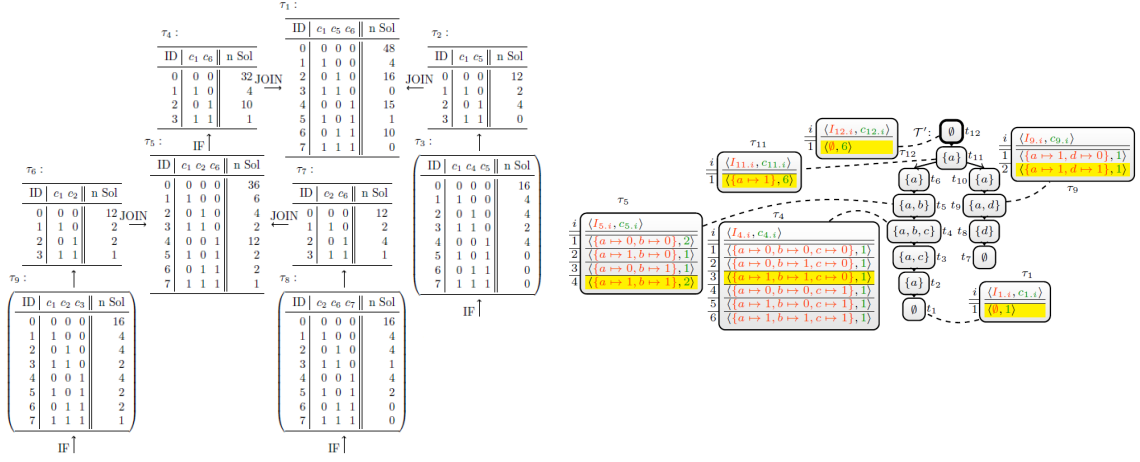 τ₁ :
ID c₁ c₅ c₆ n Sol
0 0 0 0 48
1 1 0 0 4
2 0 1 0 16
3 1 1 0 0
4 0 0 1 15
5 1 0 1 1
6 0 1 1 10
7 1 1 1 0
τ₄ :
ID c₁ c₆ n Sol
0 0 0 32
1 1 0 4
2 0 1 10
3 1 1 1
JOIN
JOIN
τ₂ :
ID c₁ c₅ n Sol
0 0 0 12
1 1 0 2
2 0 1 4
3 1 1 0
IF
τ₅ :
ID c₁ c₂ c₆ n Sol
0 0 0 0 36
1 1 0 0 6
2 0 1 0 4
3 1 1 0 2
4 0 0 1 12
5 1 0 1 2
6 0 1 1 2
7 1 1 1 1
τ₃ :
ID c₁ c₄ c₅ n Sol
0 0 0 0 16
1 1 0 0 4
2 0 1 0 4
3 1 1 0 2
4 0 0 1 4
5 1 0 1 0
6 0 1 1 0
7 1 1 1 0
IF
τ₆ :
ID c₁ c₂ n Sol
0 0 0 12
1 1 0 2
2 0 1 2
3 1 1 1
JOIN
JOIN
τ₇ :
ID c₂ c₆ n Sol
0 0 0 12
1 1 0 2
2 0 1 4
3 1 1 1
τ₉ :
ID c₁ c₂ c₃ n Sol
0 0 0 0 16
1 1 0 0 4
2 0 1 0 4
3 1 1 0 2
4 0 0 1 4
5 1 0 1 2
6 0 1 1 2
7 1 1 1 1
IF
τ₈ :
ID c₂ c₆ c₇ n Sol
0 0 0 0 16
1 1 0 0 4
2 0 1 0 4
3 1 1 0 1
4 0 0 1 4
5 1 0 1 2
6 0 1 1 0
7 1 1 1 0
IF
i ⟨I₁₂.ᵢ, c₁₂.ᵢ⟩
1 ⟨∅, 6⟩
τ₁₂
𝒯′:
∅ t₁₂
{a} t₁₁
{a} t₆
t₁₀ {a}
{a, b} t₅
t₉ {a, d}
{a, b, c} t₄
t₈ {d}
{a, c} t₃
t₇ ∅
{a} t₂
∅ t₁
τ₁₁
i ⟨I₁₁.ᵢ, c₁₁.ᵢ⟩
1 ⟨{a ↦ 1}, 6⟩
i ⟨I₉.ᵢ, c₉.ᵢ⟩
1 ⟨{a ↦ 1, d ↦ 0}, 1⟩
2 ⟨{a ↦ 1, d ↦ 1}, 1⟩
τ₉
τ₅
i ⟨I₅.ᵢ, c₅.ᵢ⟩
1 ⟨{a ↦ 0, b ↦ 0}, 2⟩
2 ⟨{a ↦ 1, b ↦ 0}, 1⟩
3 ⟨{a ↦ 0, b ↦ 1}, 1⟩
4 ⟨{a ↦ 1, b ↦ 1}, 2⟩
τ₄
i ⟨I₄.ᵢ, c₄.ᵢ⟩
1 ⟨{a ↦ 0, b ↦ 0, c ↦ 0}, 1⟩
2 ⟨{a ↦ 1, b ↦ 0, c ↦ 0}, 1⟩
3 ⟨{a ↦ 1, b ↦ 1, c ↦ 0}, 1⟩
4 ⟨{a ↦ 0, b ↦ 0, c ↦ 1}, 1⟩
5 ⟨{a ↦ 0, b ↦ 1, c ↦ 1}, 1⟩
6 ⟨{a ↦ 1, b ↦ 1, c ↦ 1}, 1⟩
τ₁
i ⟨I₁.ᵢ, c₁.ᵢ⟩
1 ⟨∅, 1⟩